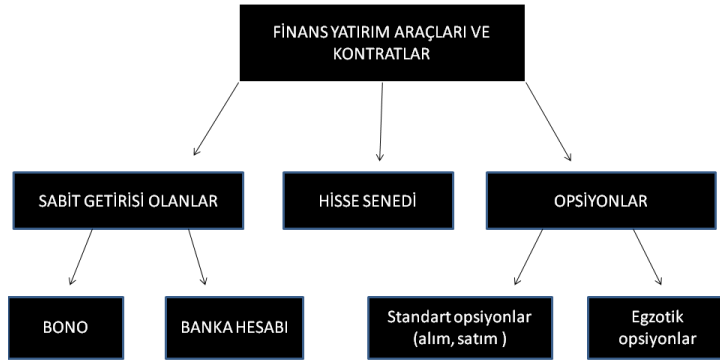 FİNANS YATIRIM ARAÇLARI VE
KONTRATLAR
SABİT GETİRİSİ OLANLAR
HİSSE SENEDİ
OPSİYONLAR
BONO
BANKA HESABI
Standart opsiyonlar
(alım, satım )
Egzotik
opsiyonlar